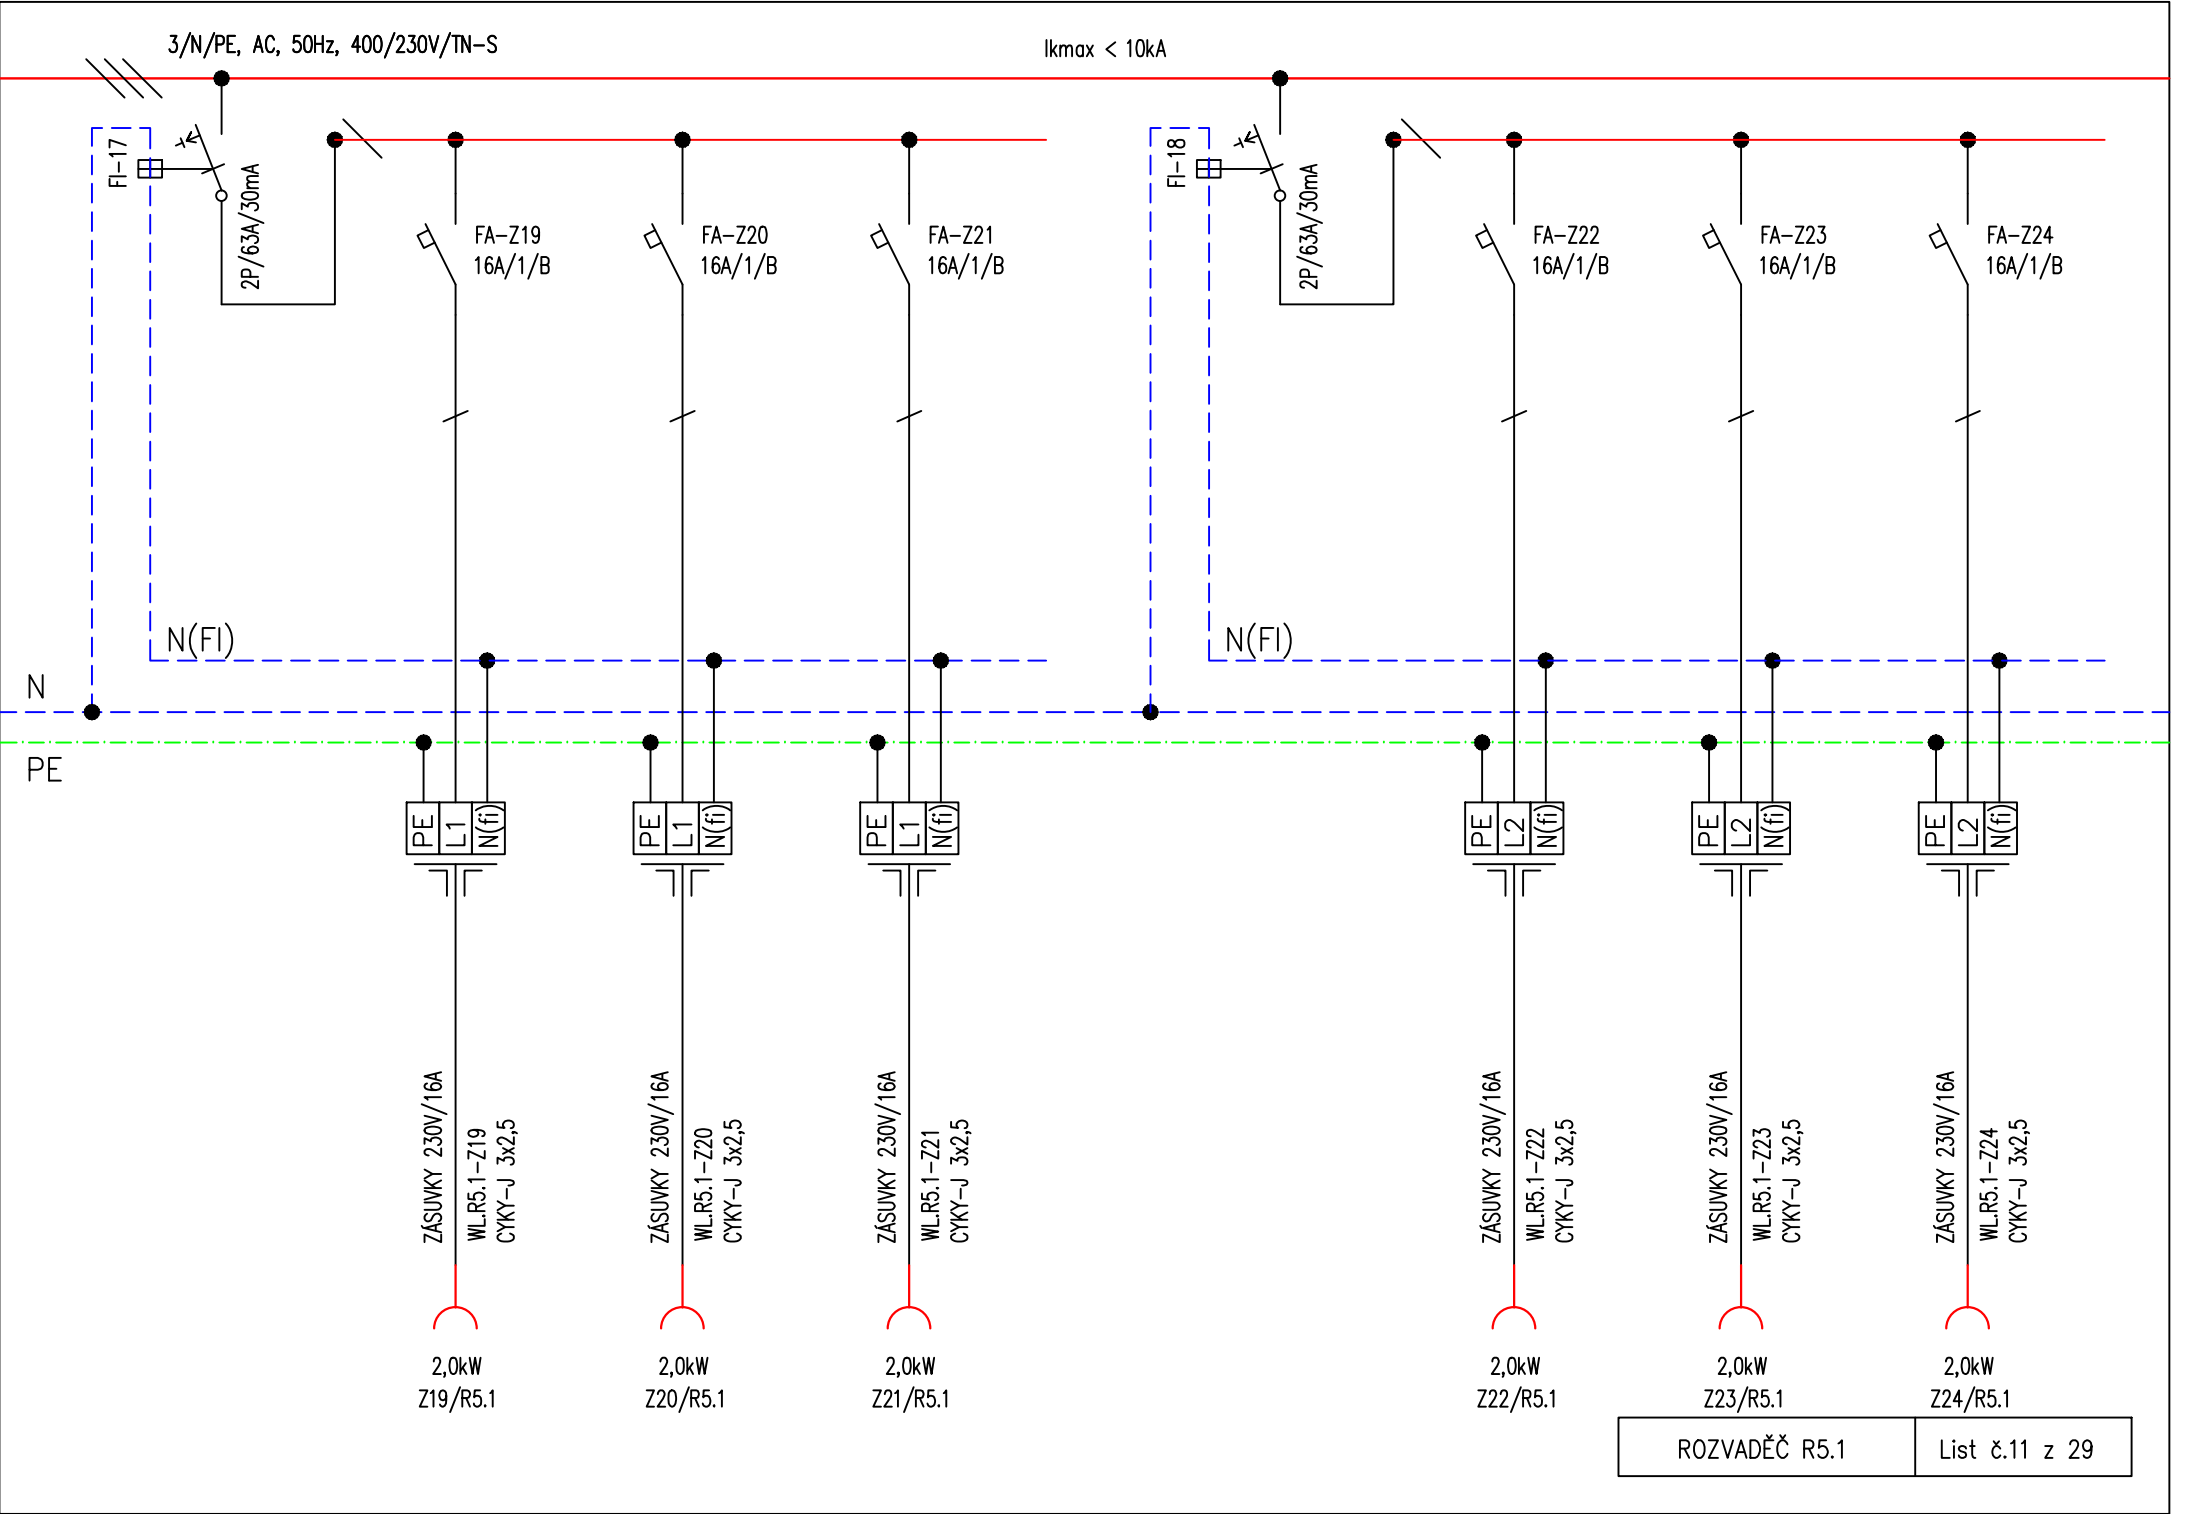 3/N/PE, AC, 50Hz, 400/230V/TN-S
Ikmax < 10kA
FI-17
2P/63A/30mA
FA-Z19
16A/1/B
FA-Z20
16A/1/B
FA-Z21
16A/1/B
FI-18
2P/63A/30mA
FA-Z22
16A/1/B
FA-Z23
16A/1/B
FA-Z24
16A/1/B
N(FI)
N(FI)
N
PE
PE L1 N(fi)
PE L1 N(fi)
PE L1 N(fi)
PE L2 N(fi)
PE L2 N(fi)
PE L2 N(fi)
ZÁSUVKY 230V/16A
WL.R5.1-Z19
CYKY-J 3x2,5
ZÁSUVKY 230V/16A
WL.R5.1-Z20
CYKY-J 3x2,5
ZÁSUVKY 230V/16A
WL.R5.1-Z21
CYKY-J 3x2,5
ZÁSUVKY 230V/16A
WL.R5.1-Z22
CYKY-J 3x2,5
ZÁSUVKY 230V/16A
WL.R5.1-Z23
CYKY-J 3x2,5
ZÁSUVKY 230V/16A
WL.R5.1-Z24
CYKY-J 3x2,5
2,0kW
Z19/R5.1
2,0kW
Z20/R5.1
2,0kW
Z21/R5.1
2,0kW
Z22/R5.1
2,0kW
Z23/R5.1
2,0kW
Z24/R5.1
ROZVADĚČ R5.1
List č.11 z 29